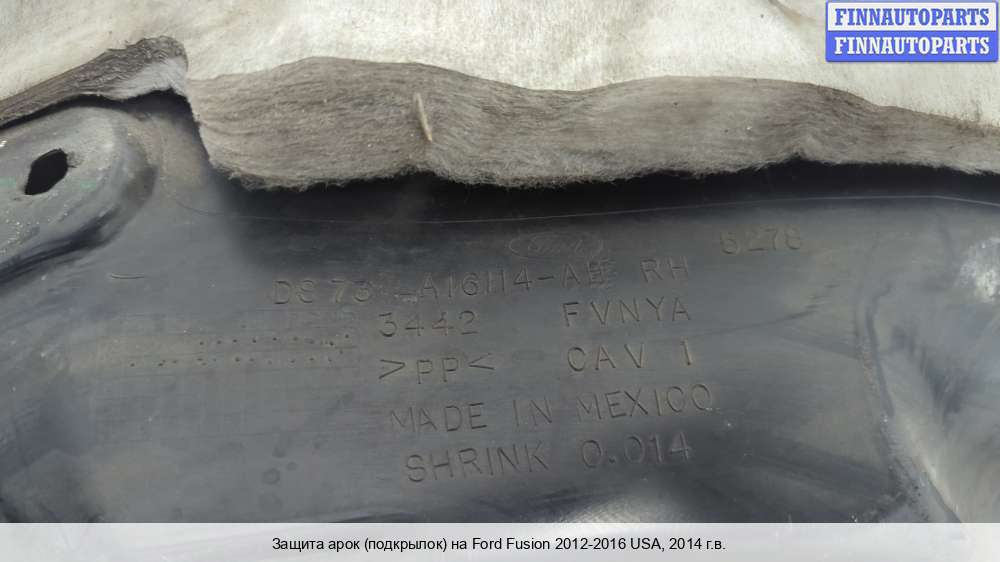 FINNAUTOPARTS
FINNAUTOPARTS
Ford 5278
DS73 -A16114-A RH
3442 FVNYA
>PP< CAV 1
MADE IN MEXICO
SHRINK 0.014
Защита арок (подкрылок) на Ford Fusion 2012-2016 USA, 2014 г.в.